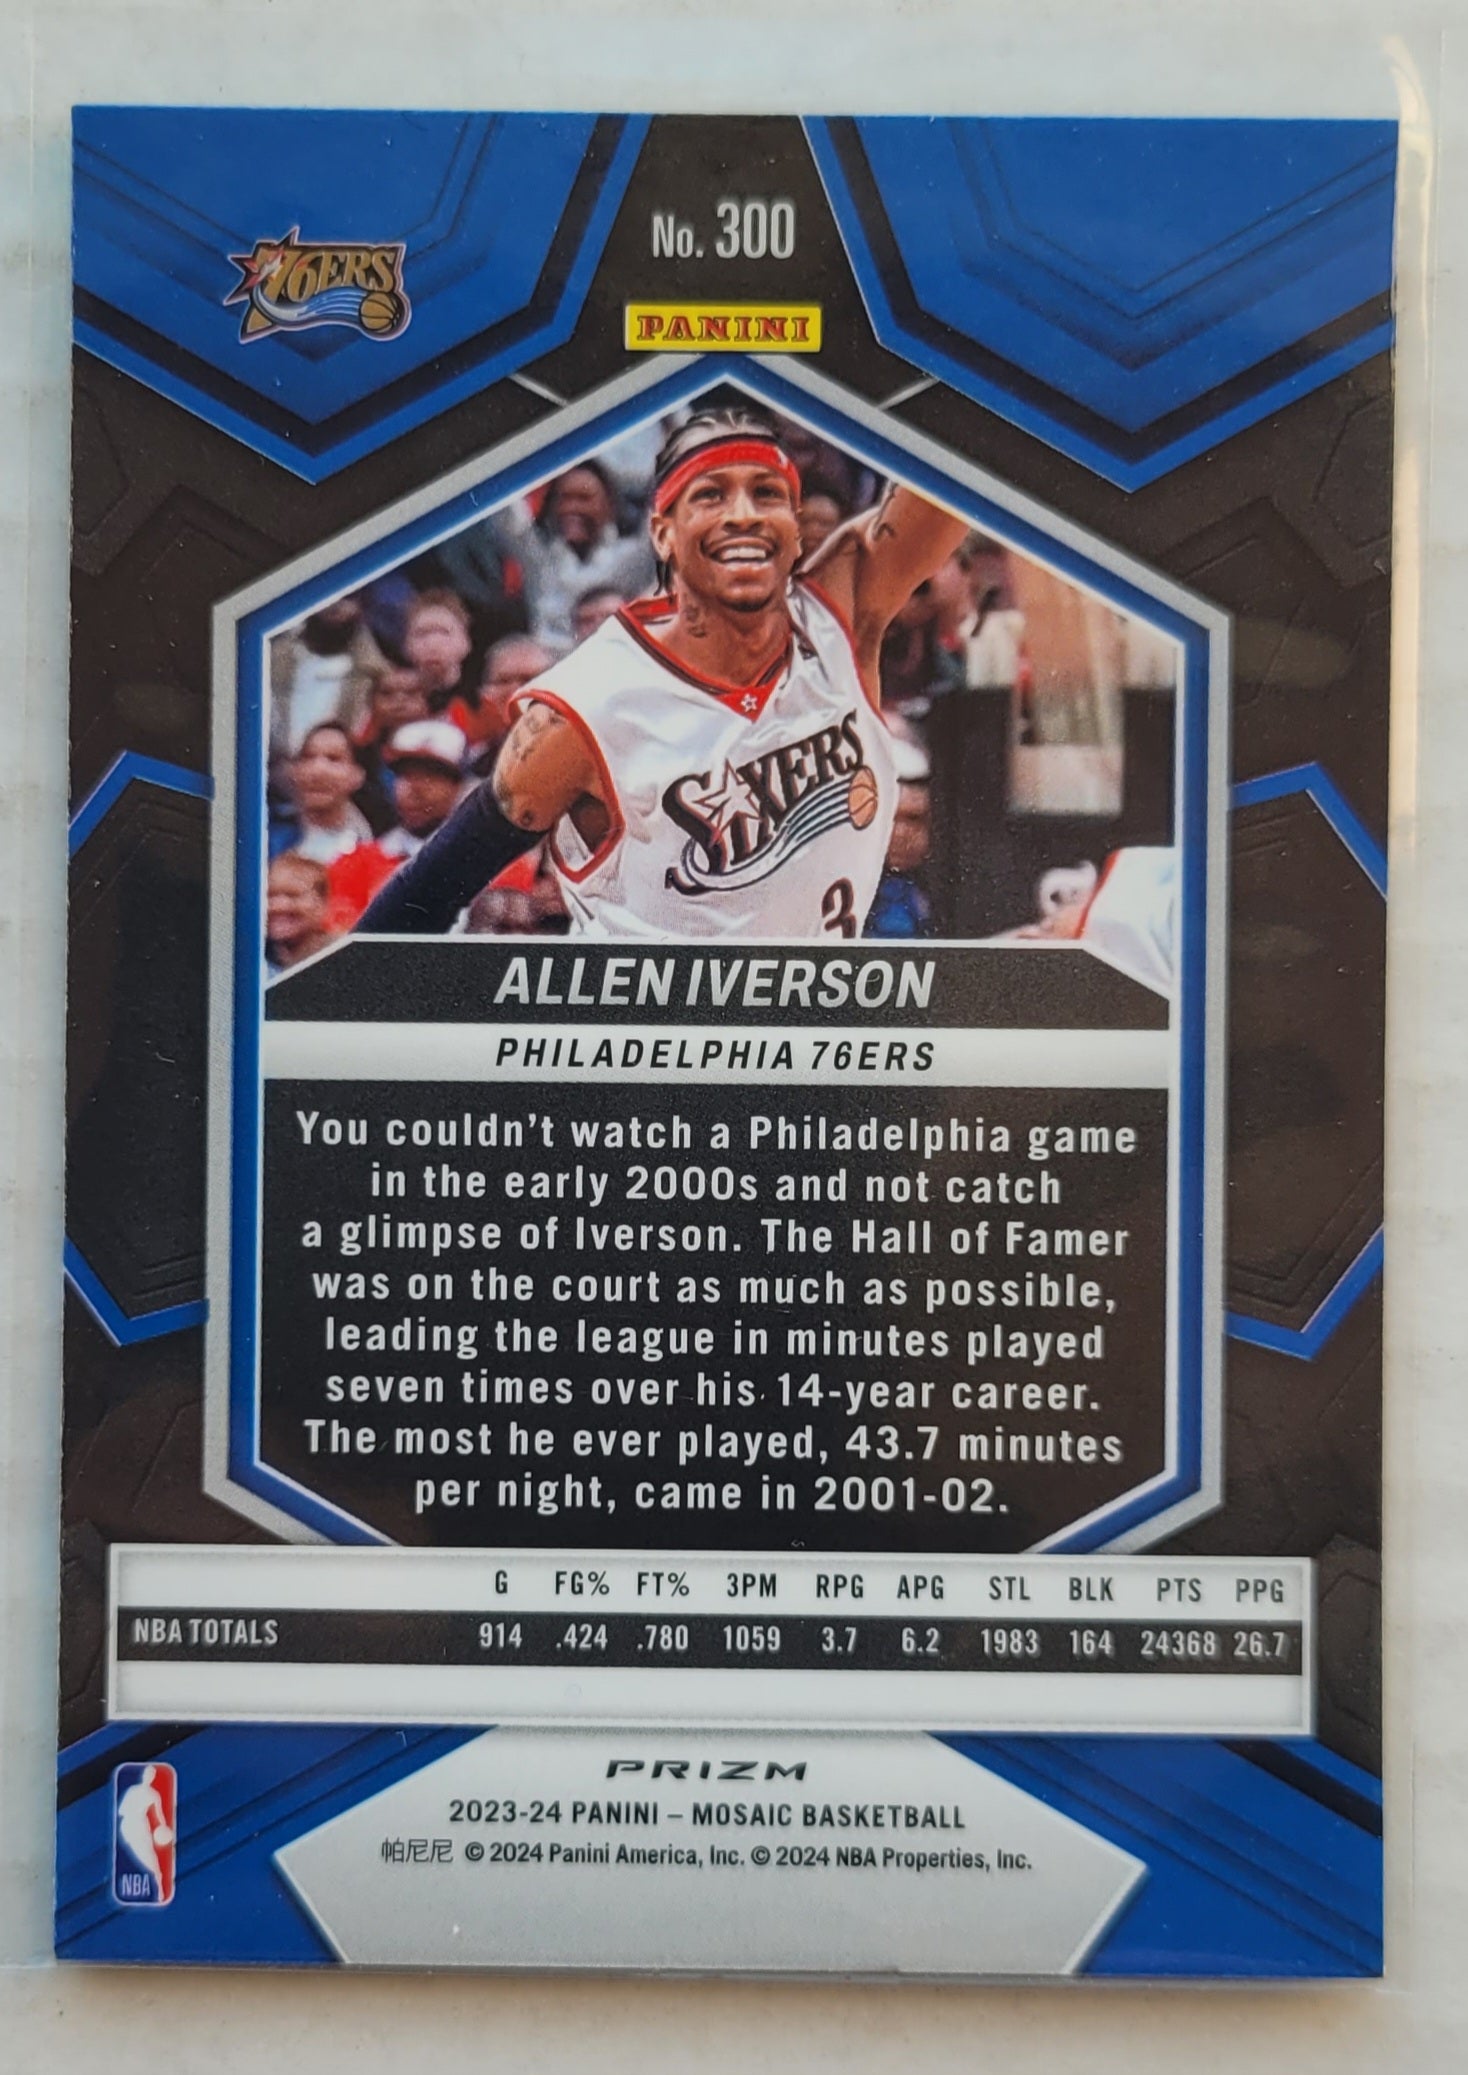 No. 300
76ERS
PANINI
SIXERS
3
ALLEN IVERSON
PHILADELPHIA 76ERS
You couldn't watch a Philadelphia game
in the early 2000s and not catch
a glimpse of Iverson. The Hall of Famer
was on the court as much as possible,
leading the league in minutes played
seven times over his 14-year career.
The most he ever played, 43.7 minutes
per night, came in 2001-02.
G FG% FT% 3PM RPG APG STL BLK PTS PPG
NBA TOTALS 914 .424 .780 1059 3.7 6.2 1983 164 24368 26.7
PRIZM
2023-24 PANINI – MOSAIC BASKETBALL
帕尼尼 © 2024 Panini America, Inc. © 2024 NBA Properties, Inc.
NBA